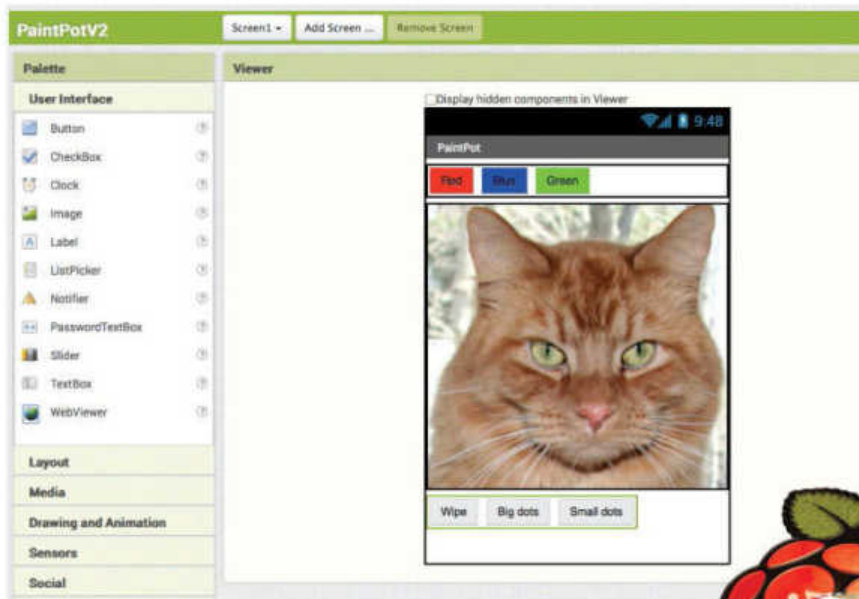 PaintPotV2
Screen1
Add Screen ...
Remove Screen
Palette
Viewer
User Interface
Display hidden components in Viewer
Button
CheckBox
Clock
Image
Label
ListPicker
Notifier
PasswordTextBox
Slider
TextBox
WebViewer
Layout
Media
Drawing and Animation
Sensors
Social
9:48
PaintPot
Red Blue Green
Wipe Big dots Small dots